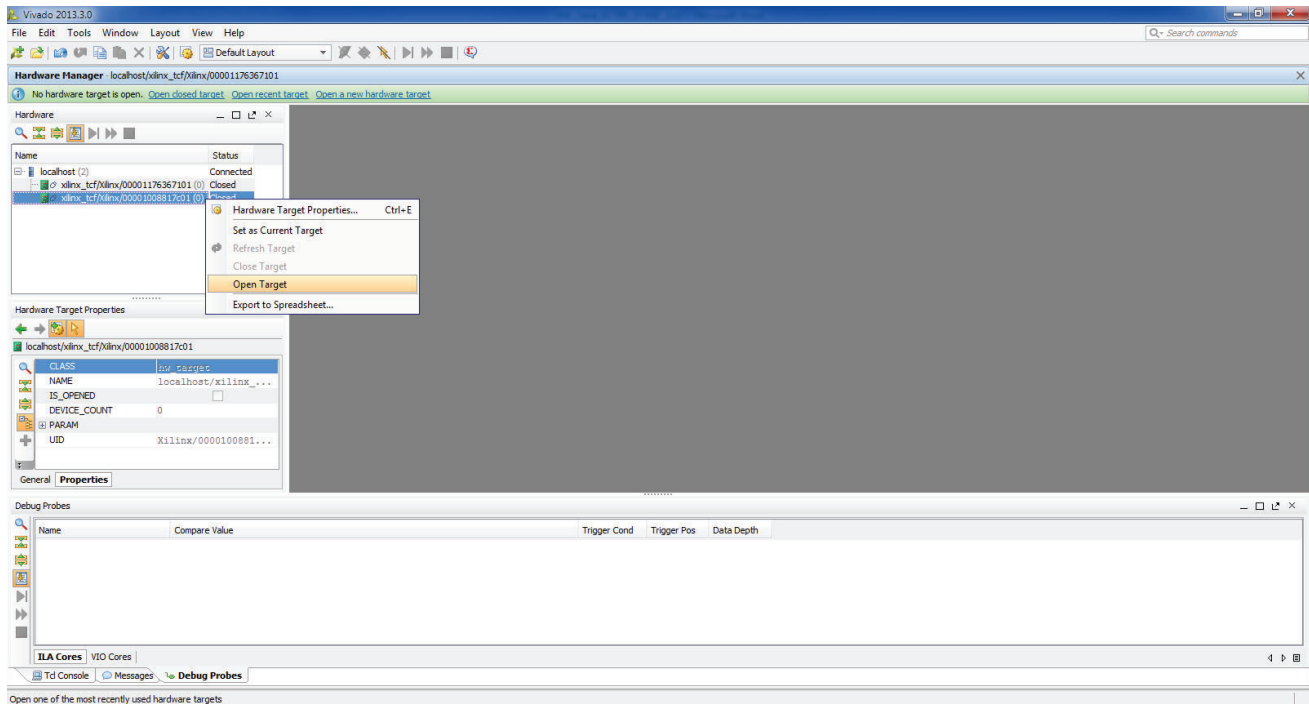 Vivado 2013.3.0
File Edit Tools Window Layout View Help
Q- Search commands
Default Layout
Hardware Manager - localhost/xilinx_tcf/Xilinx/00001176367101
No hardware target is open. Open closed target Open recent target Open a new hardware target
Hardware
Name Status
localhost (2) Connected
xilinx_tcf/Xilinx/00001176367101 (0) Closed
xilinx_tcf/Xilinx/00001008817c01 (0) Closed
Hardware Target Properties... Ctrl+E
Set as Current Target
Refresh Target
Close Target
Open Target
Export to Spreadsheet...
Hardware Target Properties
localhost/xilinx_tcf/Xilinx/00001008817c01
CLASS hw_target
NAME localhost/xilinx_...
IS_OPENED
DEVICE_COUNT 0
PARAM
UID Xilinx/0000100881...
General Properties
Debug Probes
Name Compare Value Trigger Cond Trigger Pos Data Depth
ILA Cores VIO Cores
Tcl Console Messages Debug Probes
Open one of the most recently used hardware targets